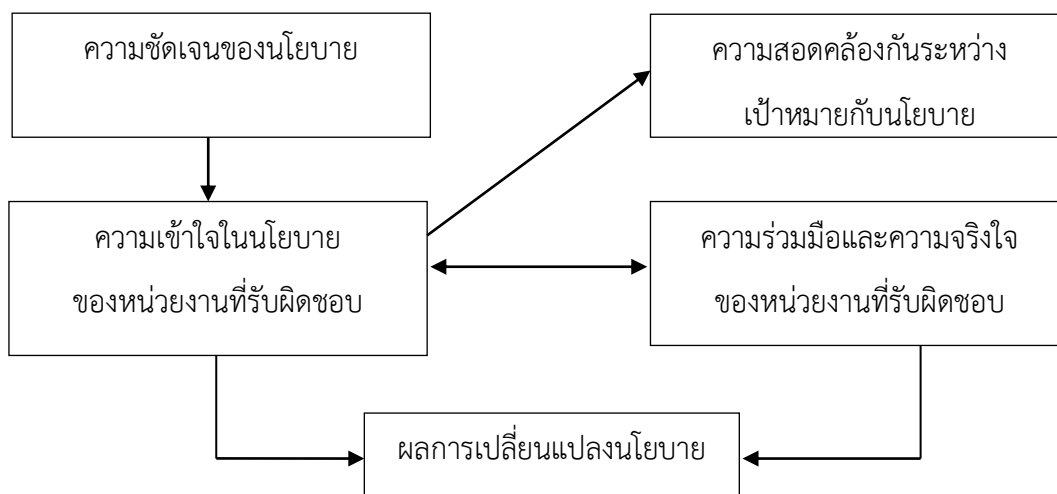 ความชัดเจนของนโยบาย
ความสอดคล้องกันระหว่าง
เป้าหมายกับนโยบาย
ความเข้าใจในนโยบาย
ของหน่วยงานที่รับผิดชอบ
ความร่วมมือและความจริงใจ
ของหน่วยงานที่รับผิดชอบ
ผลการเปลี่ยนแปลงนโยบาย